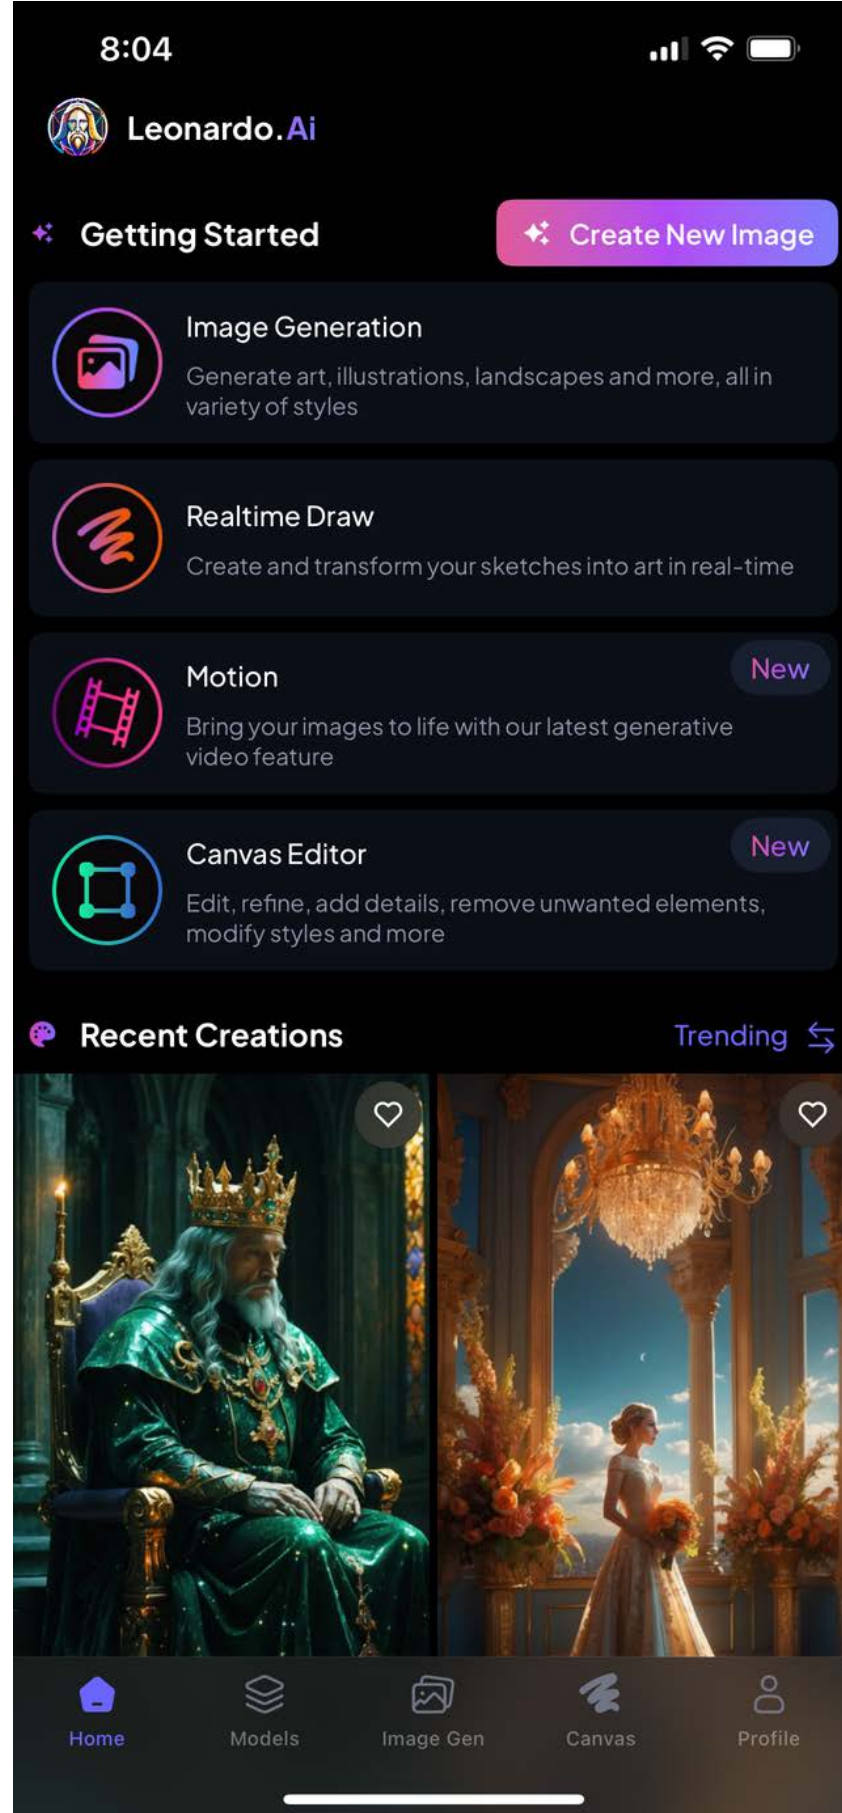 8:04
Leonardo.Ai
Getting Started
Create New Image
Image Generation
Generate art, illustrations, landscapes and more, all in
variety of styles
Realtime Draw
Create and transform your sketches into art in real-time
Motion
New
Bring your images to life with our latest generative
video feature
Canvas Editor
New
Edit, refine, add details, remove unwanted elements,
modify styles and more
Recent Creations
Trending
Home
Models
Image Gen
Canvas
Profile